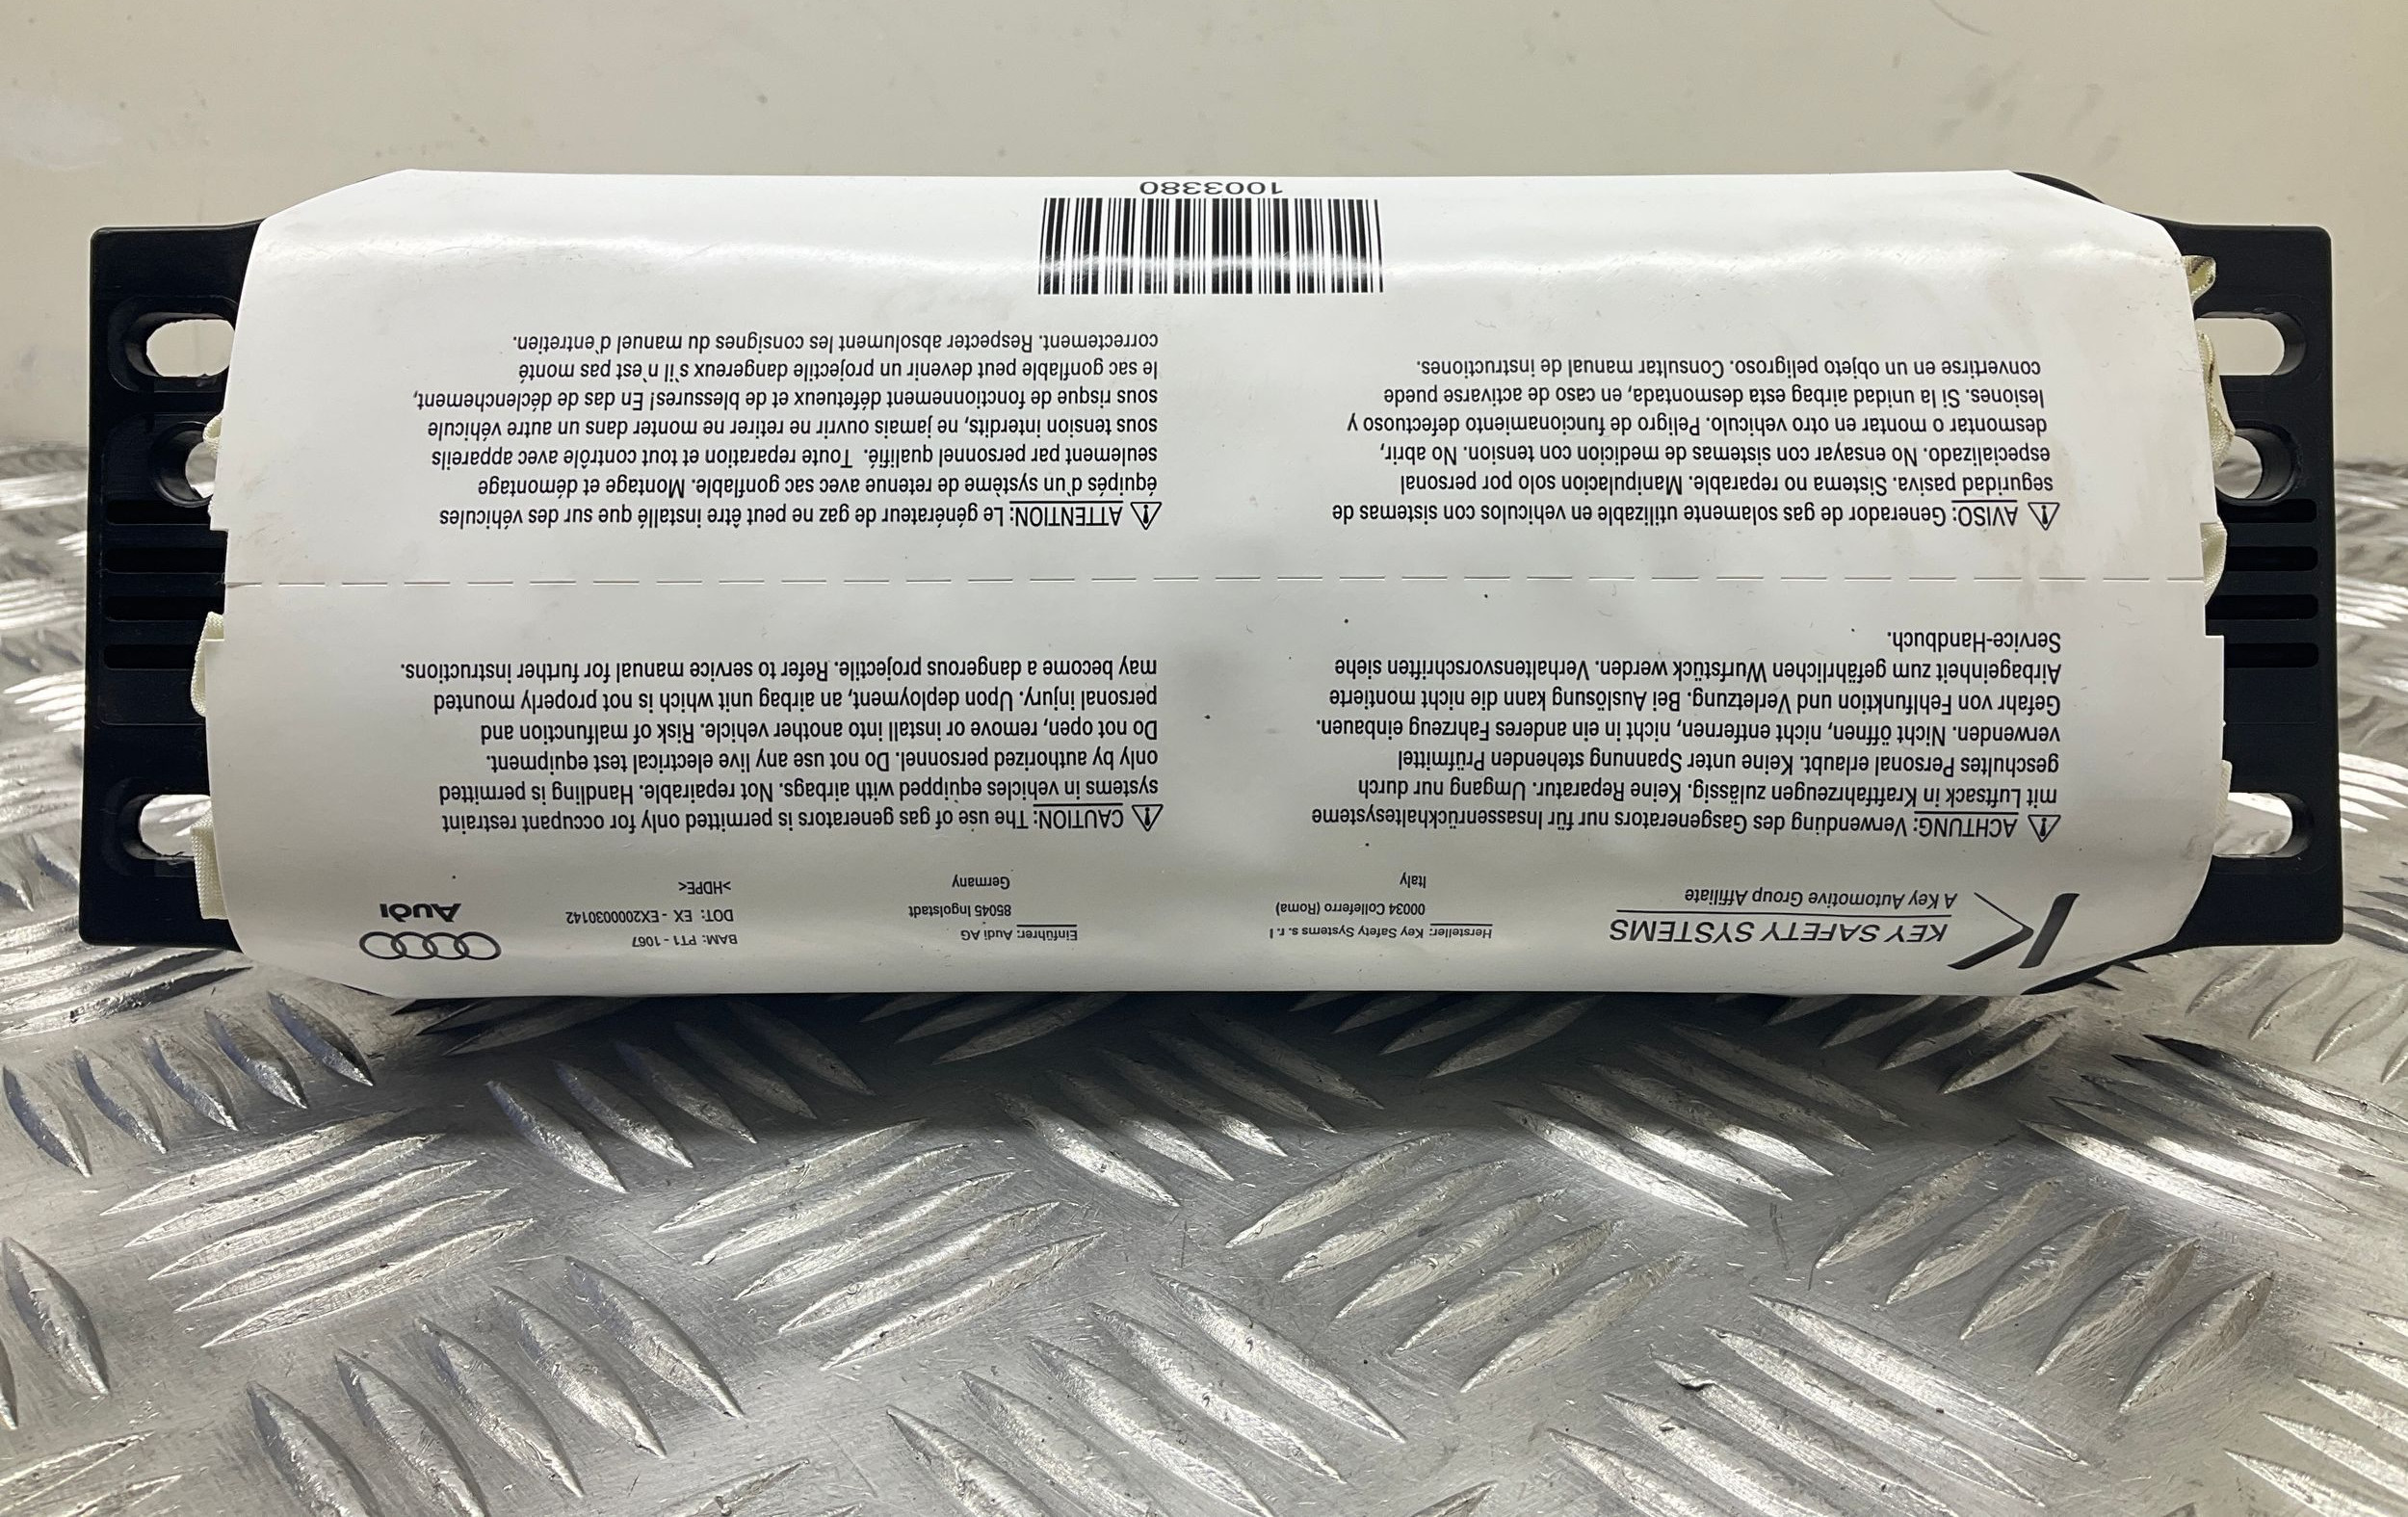 KEY SAFETY SYSTEMS
A Key Automotive Group Affiliate
Hersteller: Key Safety Systems s. r. l
00034 Colleferro (Roma)
Italy
Einführer: Audi AG
85045 Ingolstadt
Germany
BAM: PT1 - 1067
DOT: EX - EX2000030142
>HDPE<
Audi
ACHTUNG: Verwendung des Gasgenerators nur für Insassenrückhaltesysteme
mit Luftsack in Kraftfahrzeugen zulässig. Keine Reparatur. Umgang nur durch
geschultes Personal erlaubt. Keine unter Spannung stehenden Prüfmittel
verwenden. Nicht öffnen, nicht entfernen, nicht in ein anderes Fahrzeug einbauen.
Gefahr von Fehlfunktion und Verletzung. Bei Auslösung kann die nicht montierte
Airbageinheit zum gefährlichen Wurfstück werden. Verhaltensvorschriften siehe
Service-Handbuch.
CAUTION: The use of gas generators is permitted only for occupant restraint
systems in vehicles equipped with airbags. Not repairable. Handling is permitted
only by authorized personnel. Do not use any live electrical test equipment.
Do not open, remove or install into another vehicle. Risk of malfunction and
personal injury. Upon deployment, an airbag unit which is not properly mounted
may become a dangerous projectile. Refer to service manual for further instructions.
AVISO: Generador de gas solamente utilizable en vehiculos con sistemas de
seguridad pasiva. Sistema no reparable. Manipulacion solo por personal
especializado. No ensayar con sistemas de medicion con tension. No abrir,
desmontar o montar en otro vehiculo. Peligro de funcionamiento defectuoso y
lesiones. Si la unidad airbag esta desmontada, en caso de activarse puede
convertirse en un objeto peligroso. Consultar manual de instructiones.
ATTENTION: Le générateur de gaz ne peut être installé que sur des véhicules
équipés d`un système de retenue avec sac gonflable. Montage et démontage
seulement par personnel qualifié. Toute reparation et tout contrôle avec appareils
sous tension interdits, ne jamais ouvrir ne retirer ne monter dans un autre véhicule
sous risque de fonctionnement défetueux et de blessures! En das de déclenchement,
le sac gonflable peut devenir un projectile dangereux s`il n`est pas monté
correctement. Respecter absolument les consignes du manuel d`entretien.
1003380